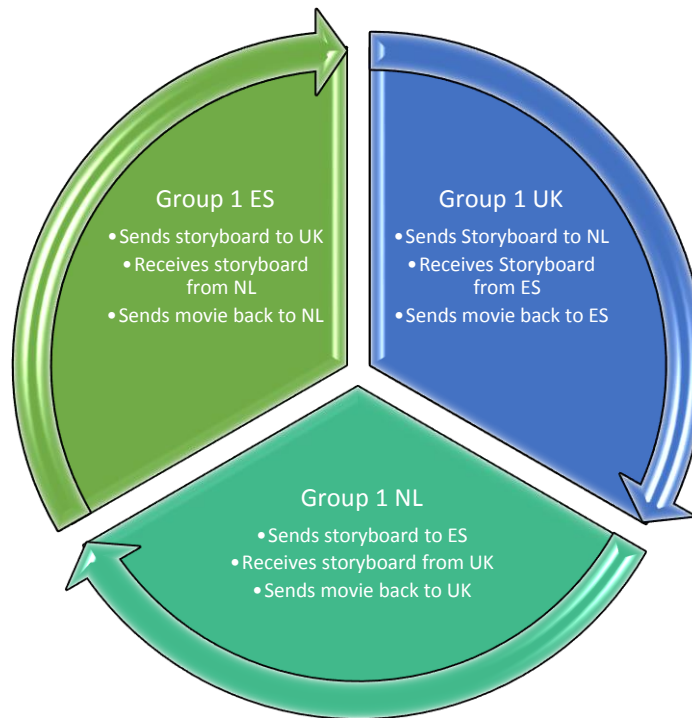 Group 1 ES
•Sends storyboard to UK
•Receives storyboard
from NL
•Sends movie back to NL
Group 1 UK
•Sends Storyboard to NL
•Receives Storyboard
from ES
•Sends movie back to ES
Group 1 NL
•Sends storyboard to ES
•Receives storyboard from UK
•Sends movie back to UK